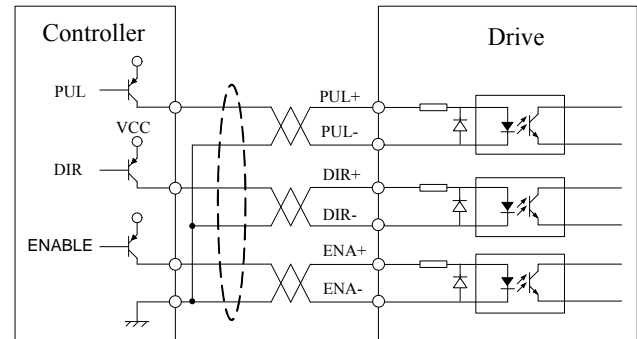 Controller
Drive
PUL
PUL+
PUL-
VCC
DIR
DIR+
DIR-
ENABLE
ENA+
ENA-